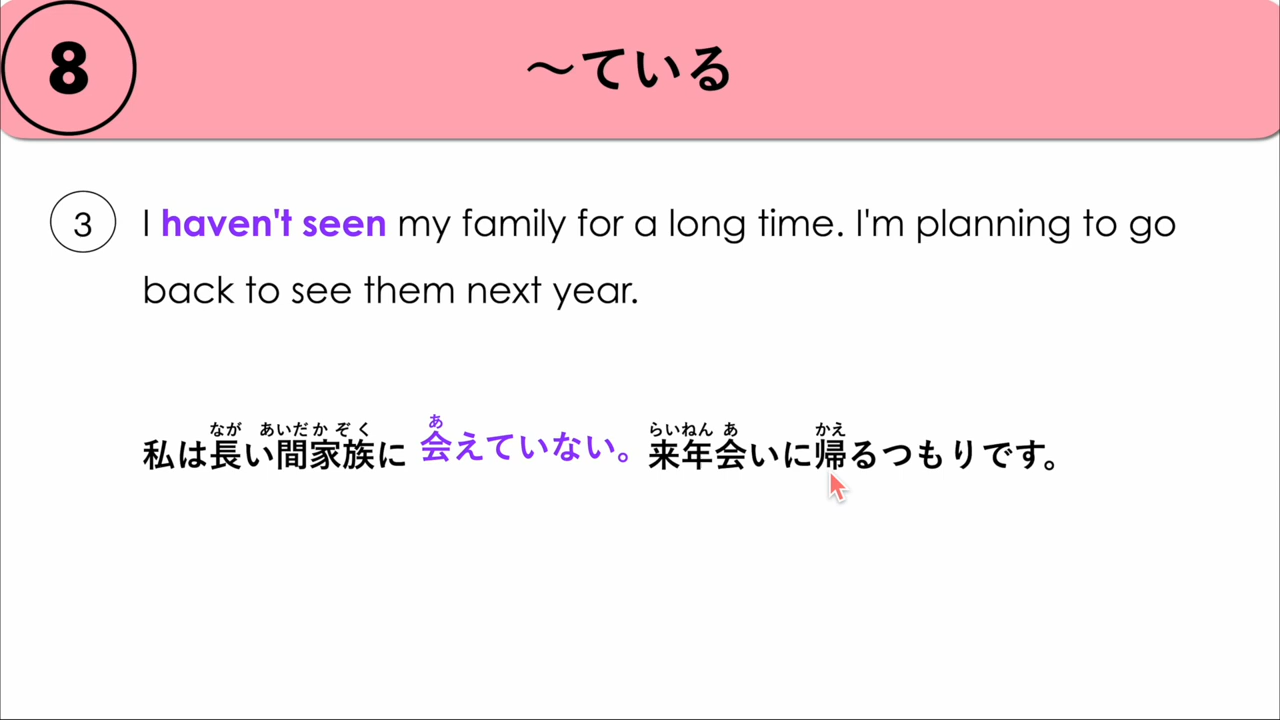 8
～ている
3
I haven't seen my family for a long time. I'm planning to go
back to see them next year.
なが あいだ か ぞ く あ らいねん あ かえ
私は長い間家族に 会えていない。来年会いに帰るつもりです。